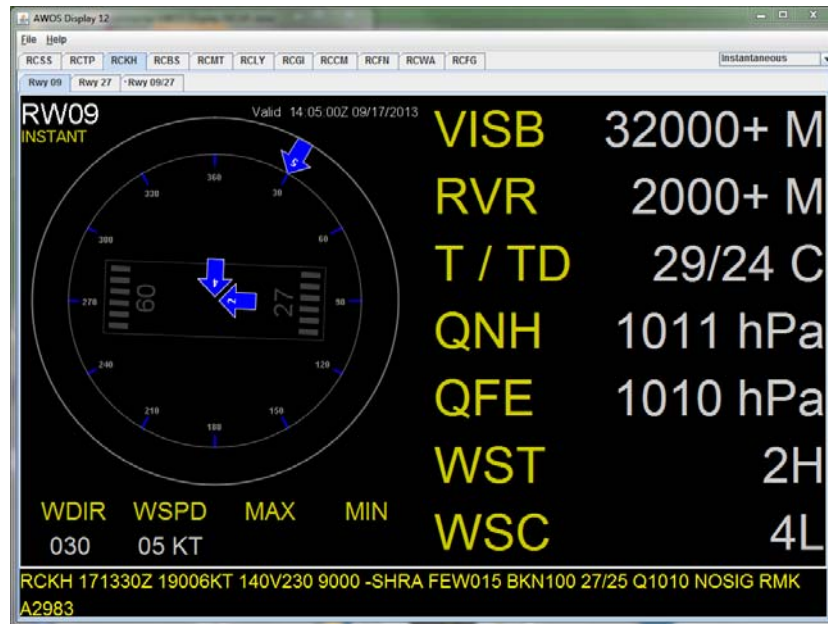 AWOS Display 12
File Help
RCSS RCTP RCKH RCBS RCMT RCLY RCGI RCCM RCFN RCWA RCFG
Instantaneous
Rwy 09 Rwy 27 -Rwy 09/27
RW09
INSTANT
Valid 14:05:00Z 09/17/2013
360
30
60
90
120
150
180
210
240
270
300
330
5
4
2
09
27
VISB 32000+ M
RVR 2000+ M
T / TD 29/24 C
QNH 1011 hPa
QFE 1010 hPa
WST 2H
WSC 4L
WDIR WSPD MAX MIN
030 05 KT
RCKH 171330Z 19006KT 140V230 9000 -SHRA FEW015 BKN100 27/25 Q1010 NOSIG RMK
A2983